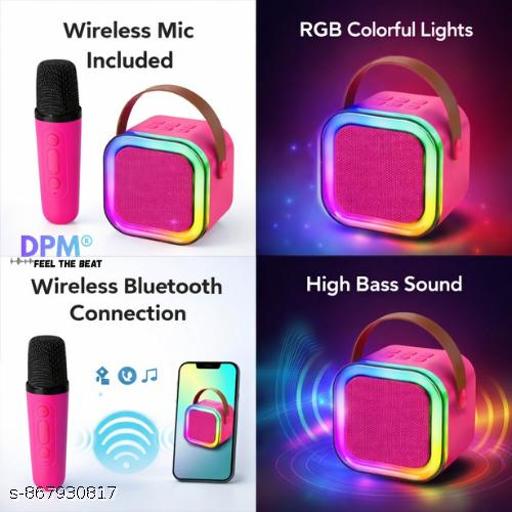 Wireless Mic
Included
RGB Colorful Lights
DPM®
FEEL THE BEAT
Wireless Bluetooth
Connection
High Bass Sound
s-867930817